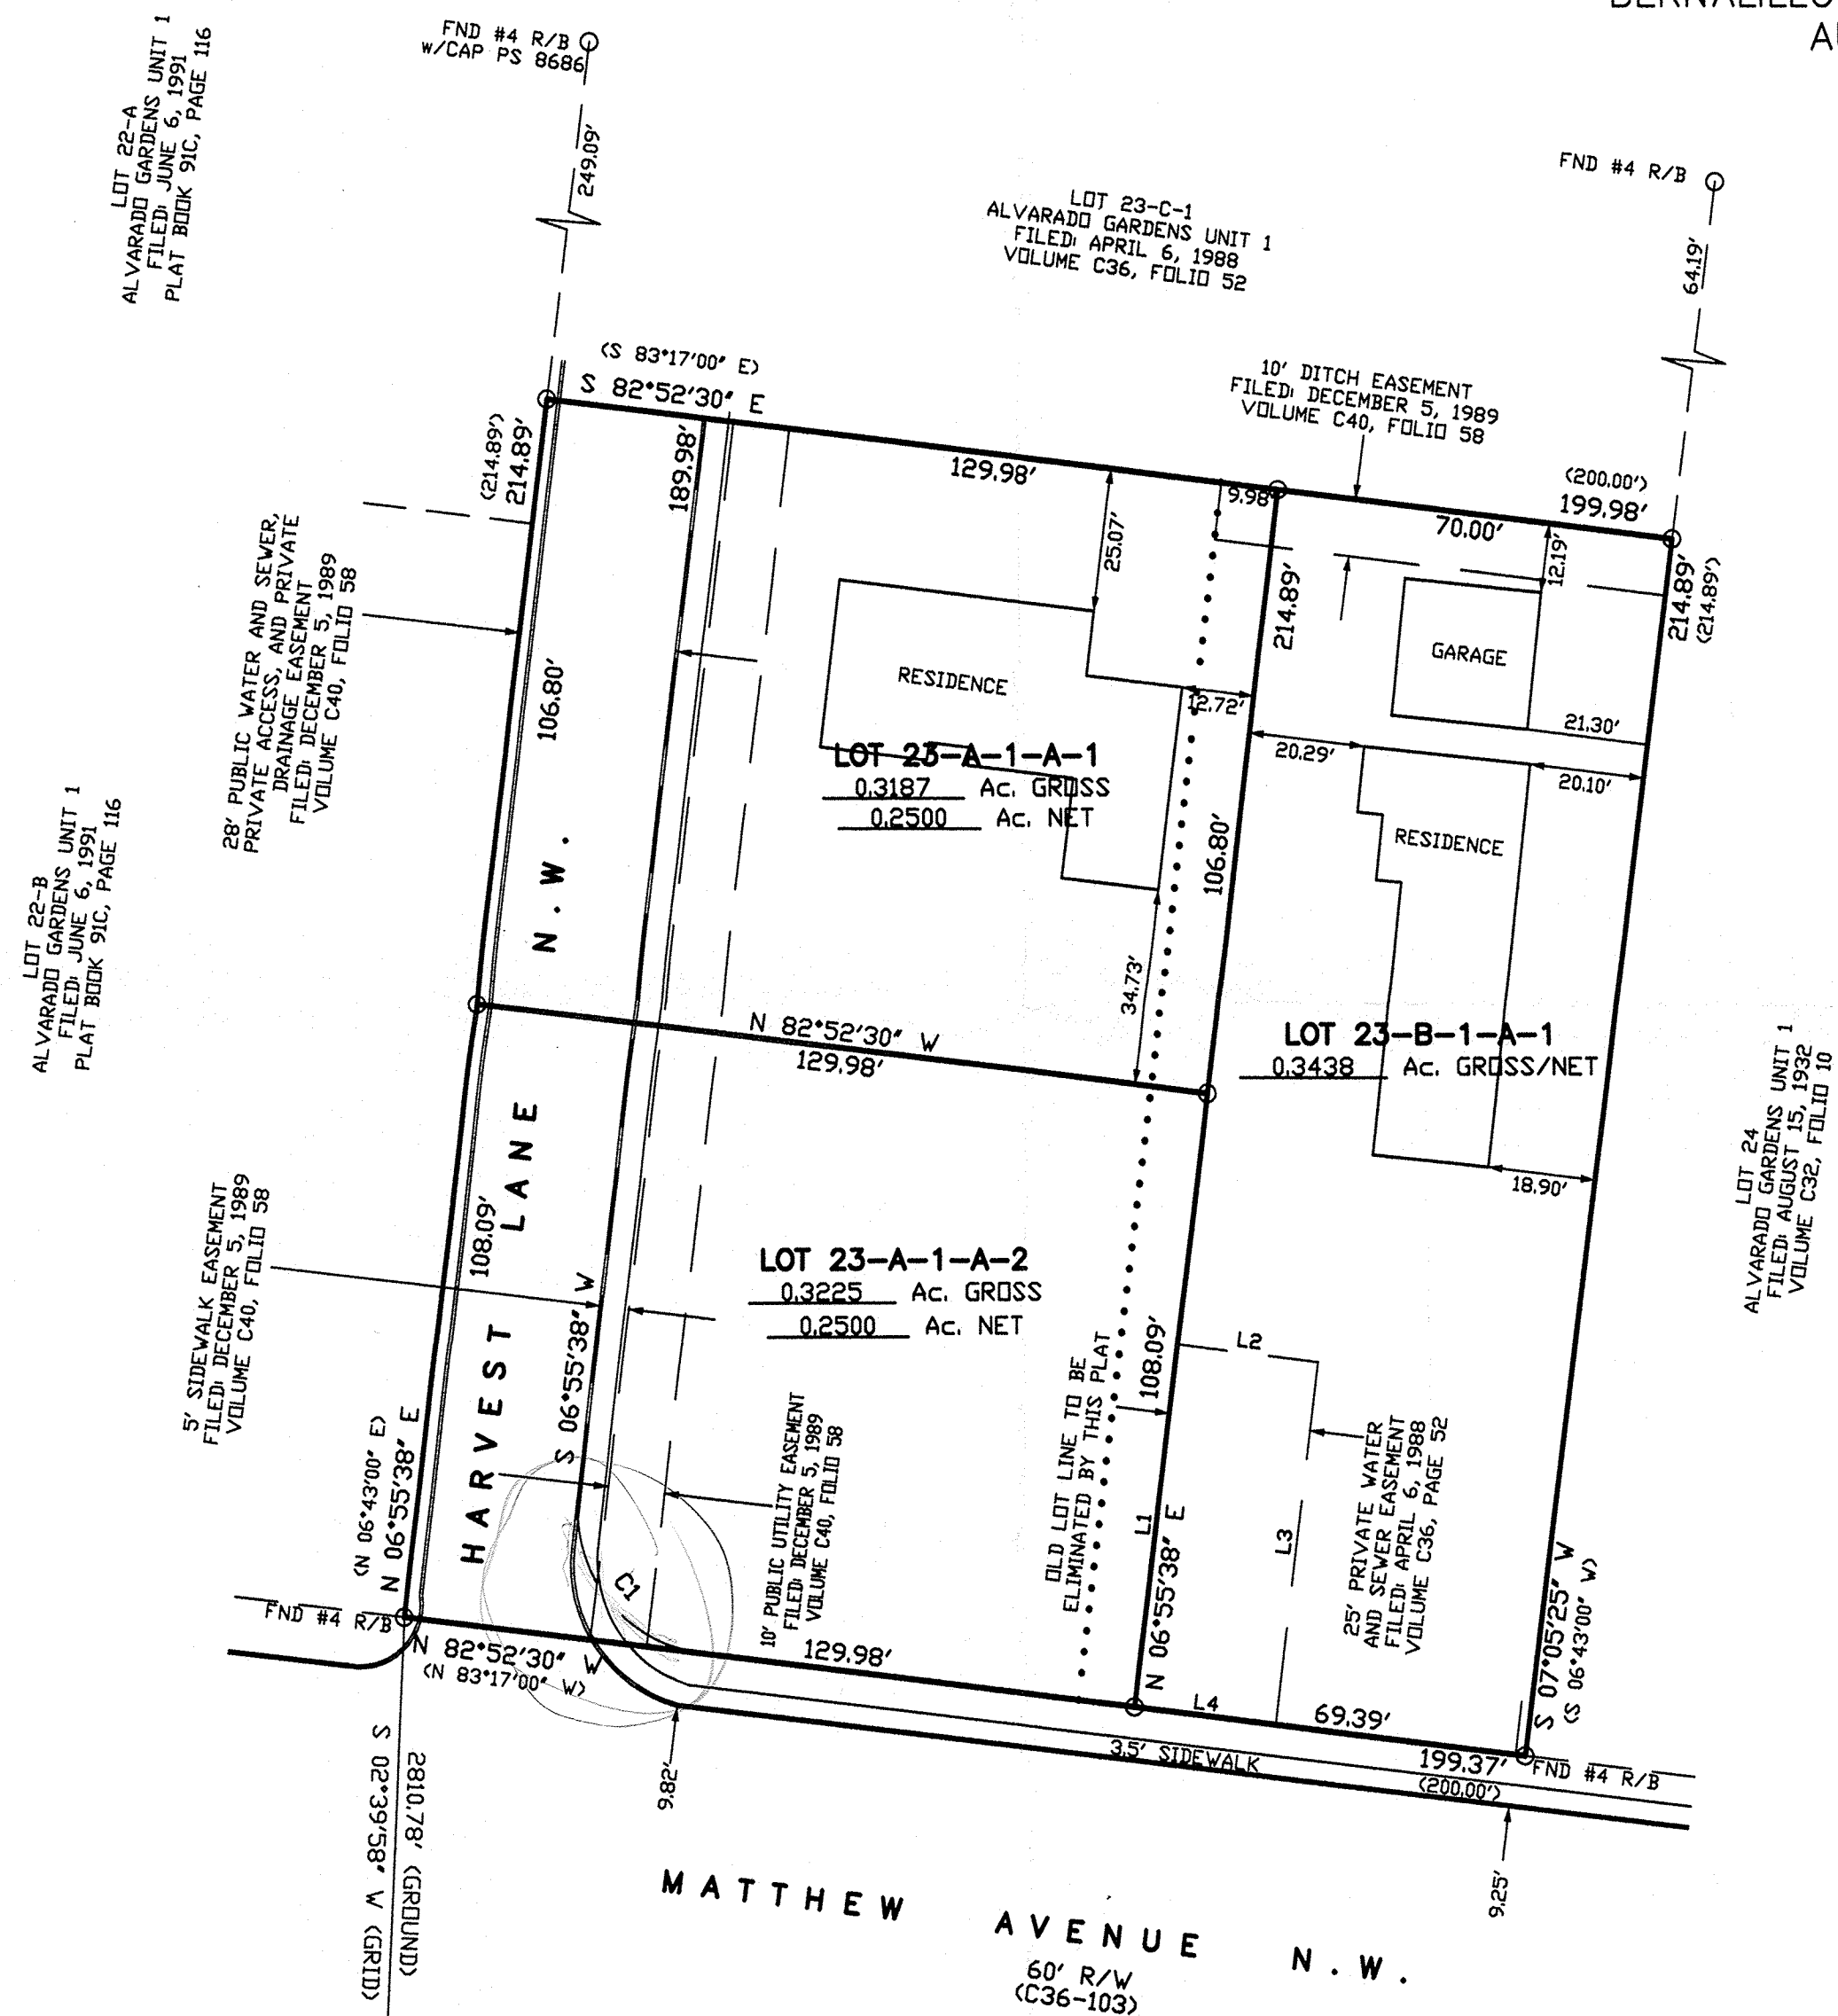 FND #4 R/B
w/CAP PS 8686
249.09'
LOT 22-A
ALVARADO GARDENS UNIT 1
FILED: JUNE 6, 1991
PLAT BOOK 91C, PAGE 116
FND #4 R/B
64.19'
LOT 23-C-1
ALVARADO GARDENS UNIT 1
FILED: APRIL 6, 1988
VOLUME C36, FOLIO 52
(S 83°17'00" E)
S 82°52'30" E
10' DITCH EASEMENT
FILED: DECEMBER 5, 1989
VOLUME C40, FOLIO 58
(214.89')
214.89'
189.98'
129.98'
9.98'
(200.00')
199.98'
70.00'
25.07'
12.19'
214.89'
214.89'
(214.89')
28' PUBLIC WATER AND SEWER,
PRIVATE ACCESS, AND PRIVATE
DRAINAGE EASEMENT
FILED: DECEMBER 5, 1989
VOLUME C40, FOLIO 58
106.80'
RESIDENCE
GARAGE
12.72'
21.30'
20.29'
20.10'
LOT 23-A-1-A-1
0.3187 Ac. GROSS
0.2500 Ac. NET
RESIDENCE
106.80'
LOT 22-B
ALVARADO GARDENS UNIT 1
FILED: JUNE 6, 1991
PLAT BOOK 91C, PAGE 116
34.73'
N 82°52'30" W
129.98'
LOT 23-B-1-A-1
0.3438 Ac. GROSS/NET
LOT 24
ALVARADO GARDENS UNIT 1
FILED: AUGUST 15, 1932
VOLUME C32, FOLIO 10
18.90'
HARVEST LANE N.W.
108.09'
5' SIDEWALK EASEMENT
FILED: DECEMBER 5, 1989
VOLUME C40, FOLIO 58
LOT 23-A-1-A-2
0.3225 Ac. GROSS
0.2500 Ac. NET
S 06°55'38" W
108.09'
L2
OLD LOT LINE TO BE
ELIMINATED BY THIS PLAT
10' PUBLIC UTILITY EASEMENT
FILED: DECEMBER 5, 1989
VOLUME C40, FOLIO 58
25' PRIVATE WATER
AND SEWER EASEMENT
FILED: APRIL 6, 1988
VOLUME C36, PAGE 52
(N 06°43'00" E)
N 06°55'38" E
L1
N 06°55'38" E
L3
S 07°05'25" W
(S 06°43'00" W)
C1
FND #4 R/B
N 82°52'30" W
(N 83°17'00" W)
129.98'
L4
69.39'
3.5' SIDEWALK
199.37'
(200.00')
FND #4 R/B
9.82'
9.25'
2810.78' (GROUND)
S 02°39'58" W (GRID)
MATTHEW AVENUE N.W.
60' R/W
(C36-103)